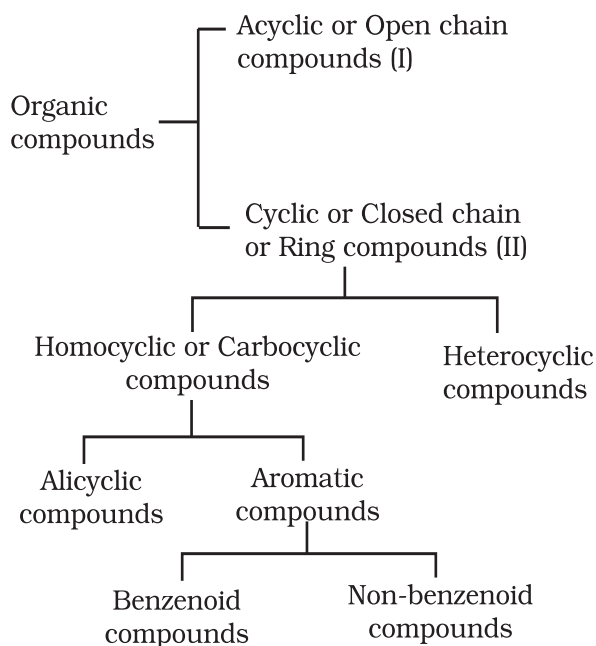 Acyclic or Open chain
compounds (I)
Organic
compounds
Cyclic or Closed chain
or Ring compounds (II)
Homocyclic or Carbocyclic
compounds
Heterocyclic
compounds
Alicyclic
compounds
Aromatic
compounds
Benzenoid
compounds
Non-benzenoid
compounds